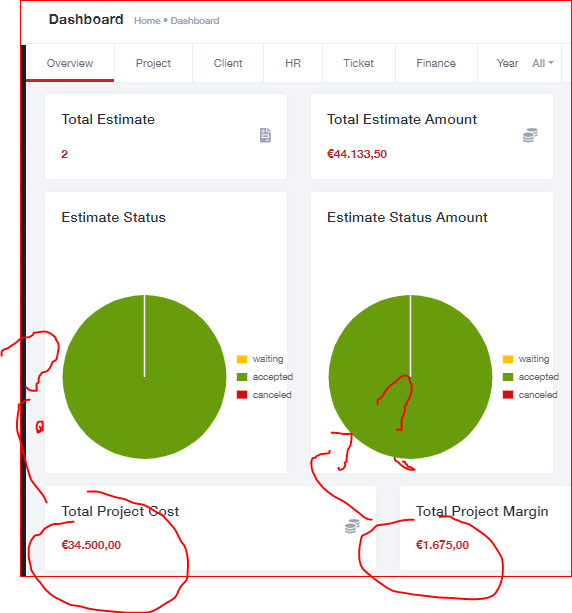 Dashboard Home • Dashboard
Overview Project Client HR Ticket Finance Year All
Total Estimate
2
Total Estimate Amount
€44.133,50
Estimate Status
waiting
accepted
canceled
Estimate Status Amount
waiting
accepted
canceled
?
?
Total Project Cost
€34.500,00
Total Project Margin
€1.675,00